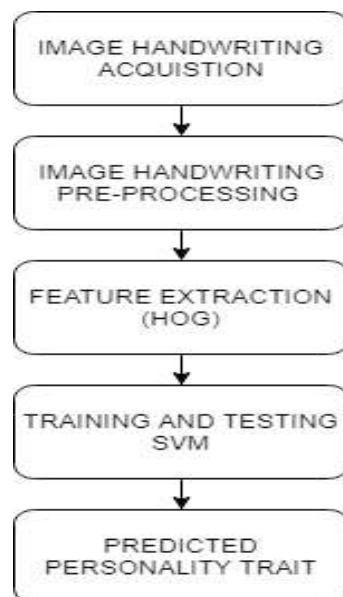 IMAGE HANDWRITING
ACQUISTION
IMAGE HANDWRITING
PRE-PROCESSING
FEATURE EXTRACTION
(HOG)
TRAINING AND TESTING
SVM
PREDICTED
PERSONALITY TRAIT